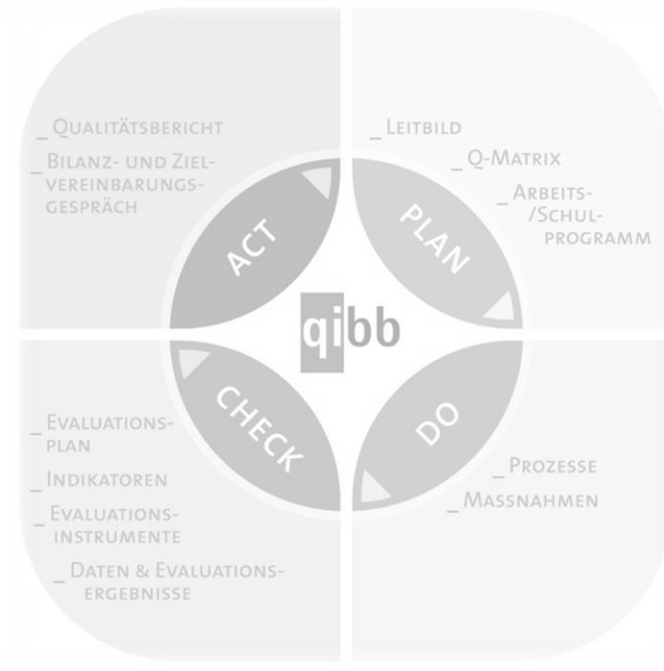 _ QUALITÄTSBERICHT
_ BILANZ- UND ZIEL-
VEREINBARUNGS-
GESPRÄCH
_ LEITBILD
_ Q-MATRIX
_ ARBEITS-
/SCHUL-
PROGRAMM
ACT
PLAN
qibb
CHECK
DO
_ EVALUATIONS-
PLAN
_ INDIKATOREN
_ EVALUATIONS-
INSTRUMENTE
_ DATEN & EVALUATIONS-
ERGEBNISSE
_ PROZESSE
_ MASSNAHMEN